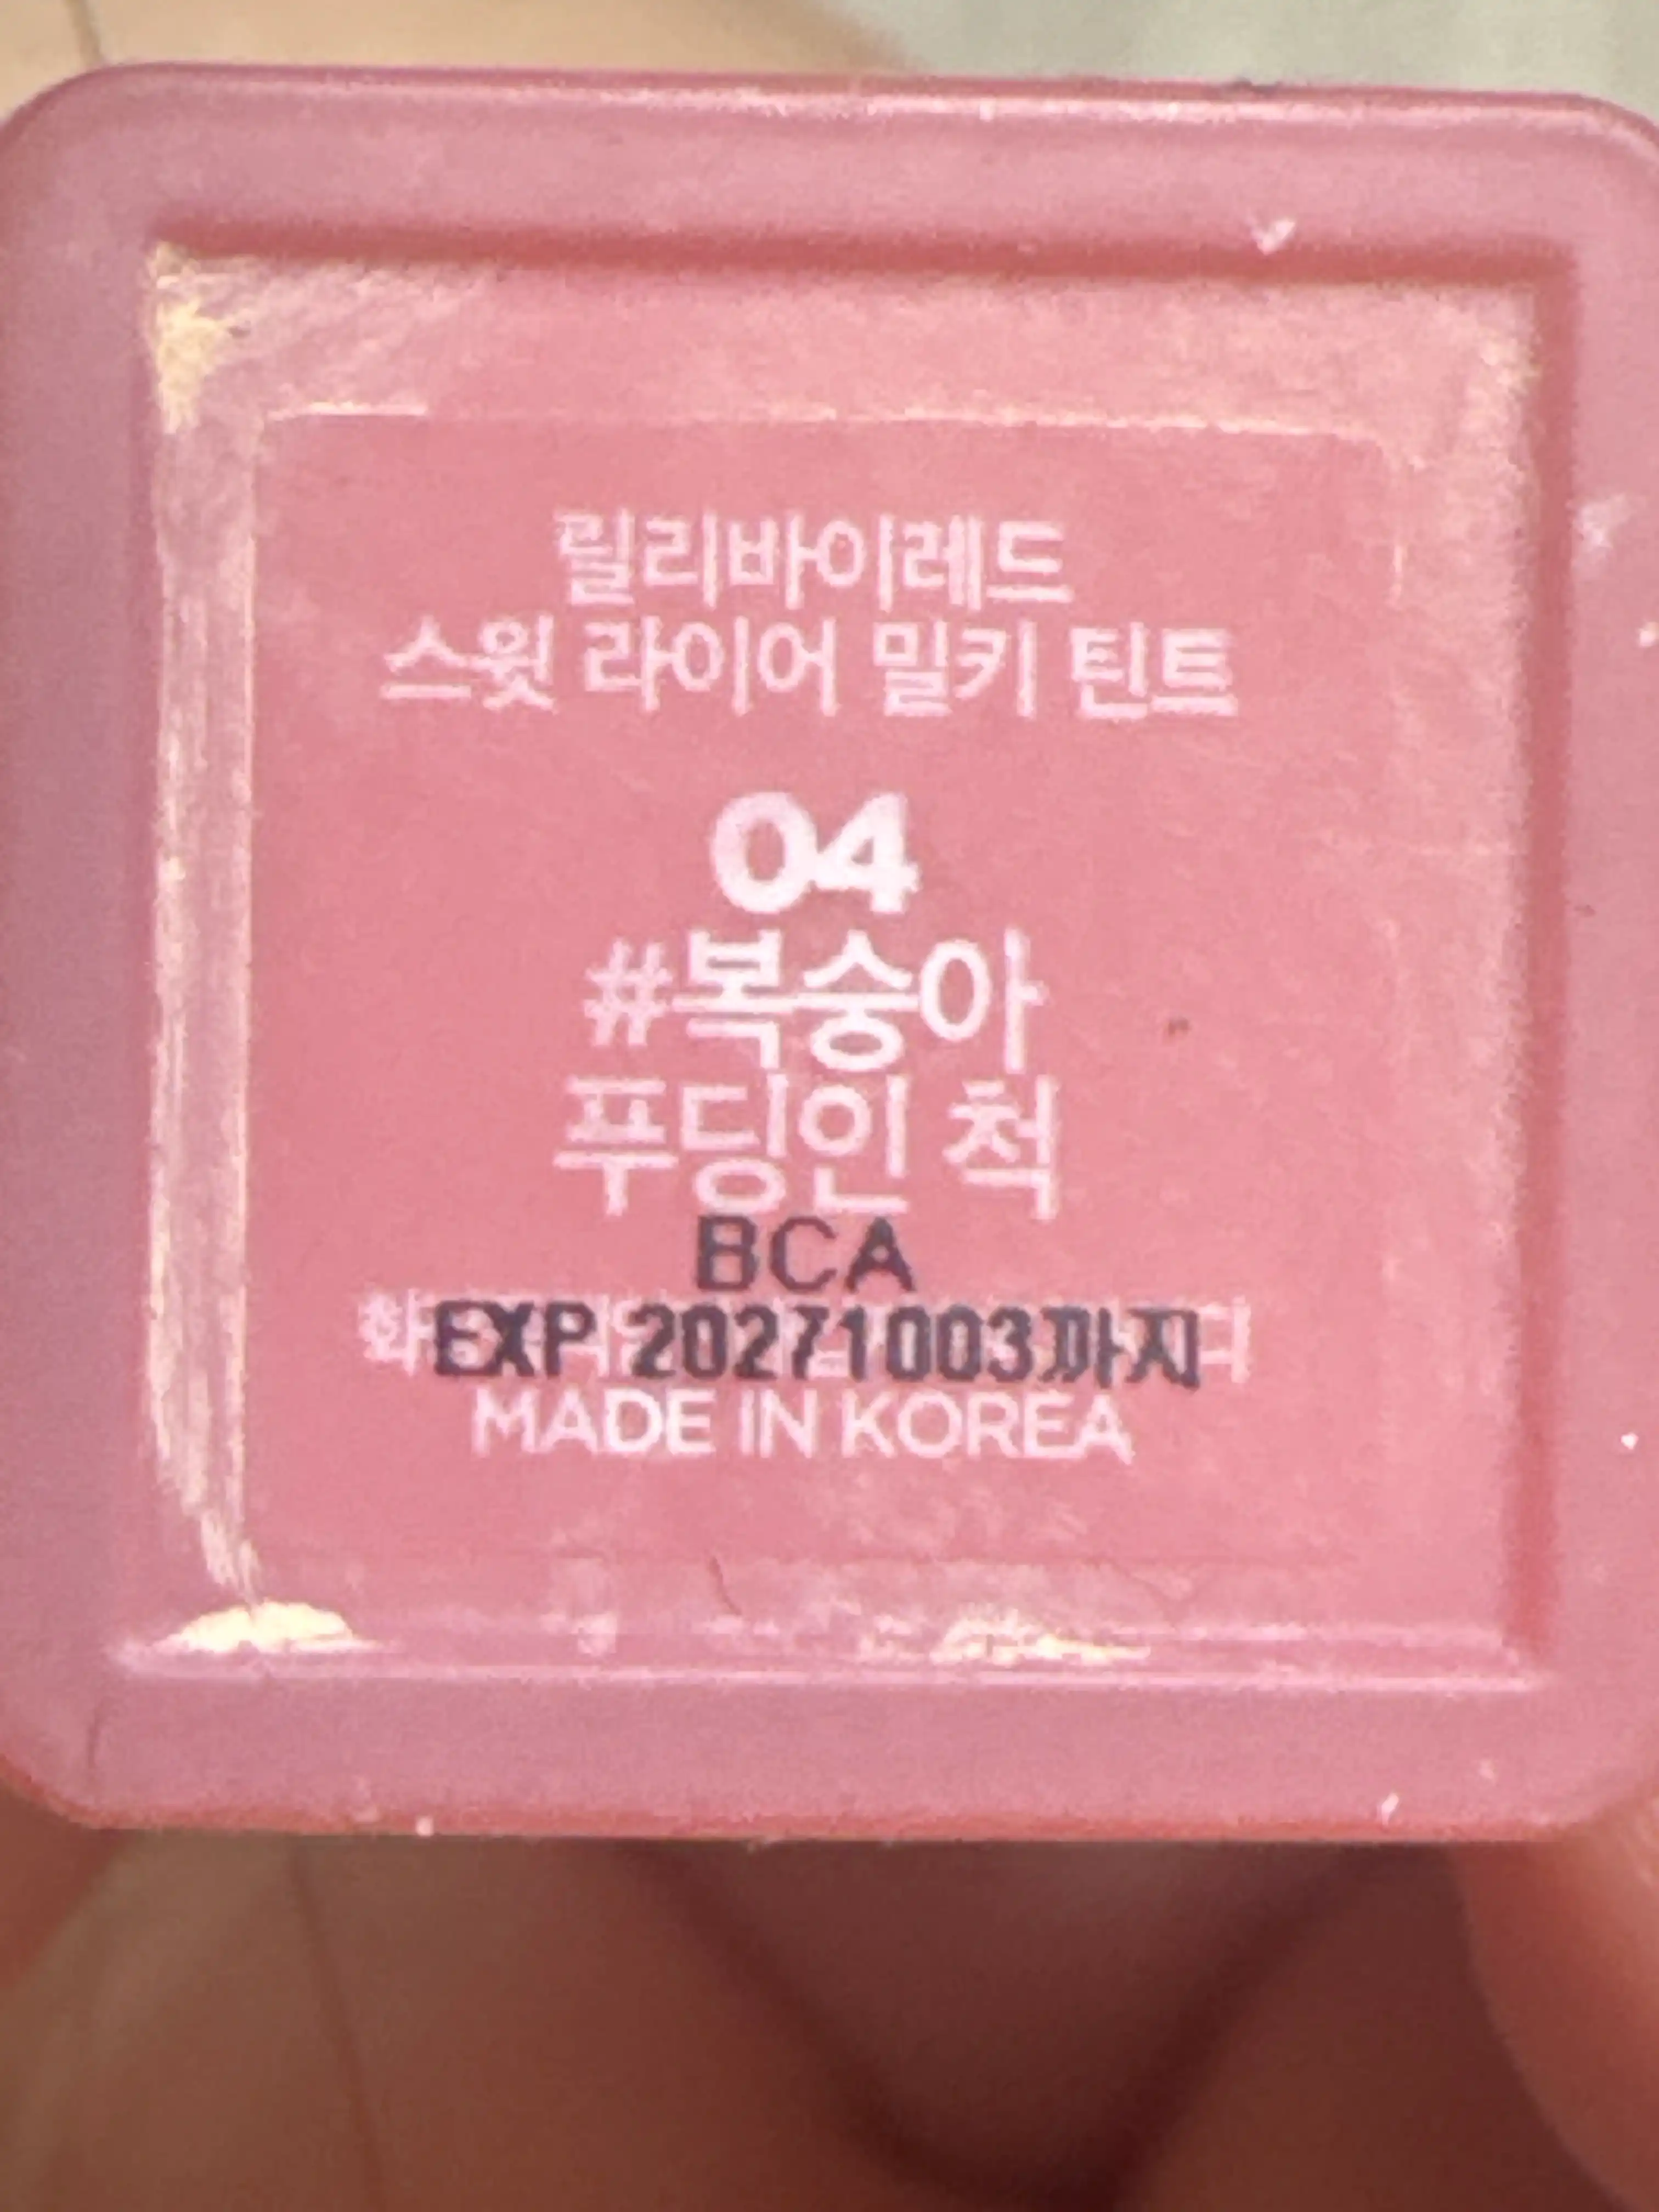 릴리바이레드
스윗 라이어 밀키 틴트
04
#복숭아
푸딩인 척
BCA
EXP 20271003까지
MADE IN KOREA